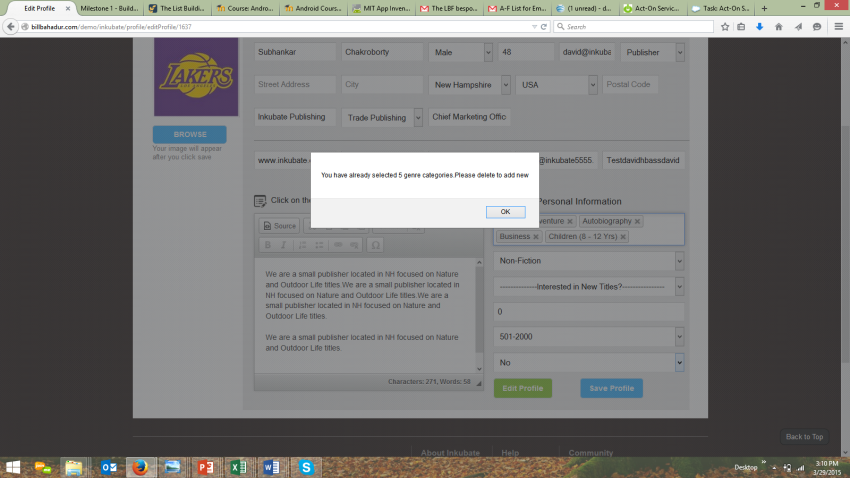 Edit Profile
Milestone 1 - Build...
The List Buildi...
Course: Andro...
Android Cours...
MIT App Inven...
The LBF bespo...
A-F List for Em...
(1 unread) - d...
Act-On Servic...
Task: Act-On S...
billbahadur.com/demo/inkubate/profile/editProfile/1637
Search
LAKERS
Subhankar
Chakroborty
Male
48
david@inkuba
Publisher
Street Address
City
New Hampshire
USA
Postal Code
Inkubate Publishing
Trade Publishing
Chief Marketing Offic
BROWSE
Your image will appear
after you click save
www.inkubate.
@inkubate5555.
Testdavidhbassdavid
You have already selected 5 genre categories.Please delete to add new
OK
Click on the
Personal Information
Source
B I
Autobiography
Business
Children (8 - 12 Yrs)
We are a small publisher located in NH focused on Nature
and Outdoor Life titles.We are a small publisher located in
NH focused on Nature and Outdoor Life titles.We are a
small publisher located in NH focused on Nature and
Outdoor Life titles.
We are a small publisher located in NH focused on Nature
and Outdoor Life titles.
Characters: 271, Words: 58
Non-Fiction
---------------Interested in New Titles?-----------------
0
501-2000
No
Edit Profile
Save Profile
Back to Top
About Inkubate
Help
Community
Desktop
3:10 PM
3/29/2015